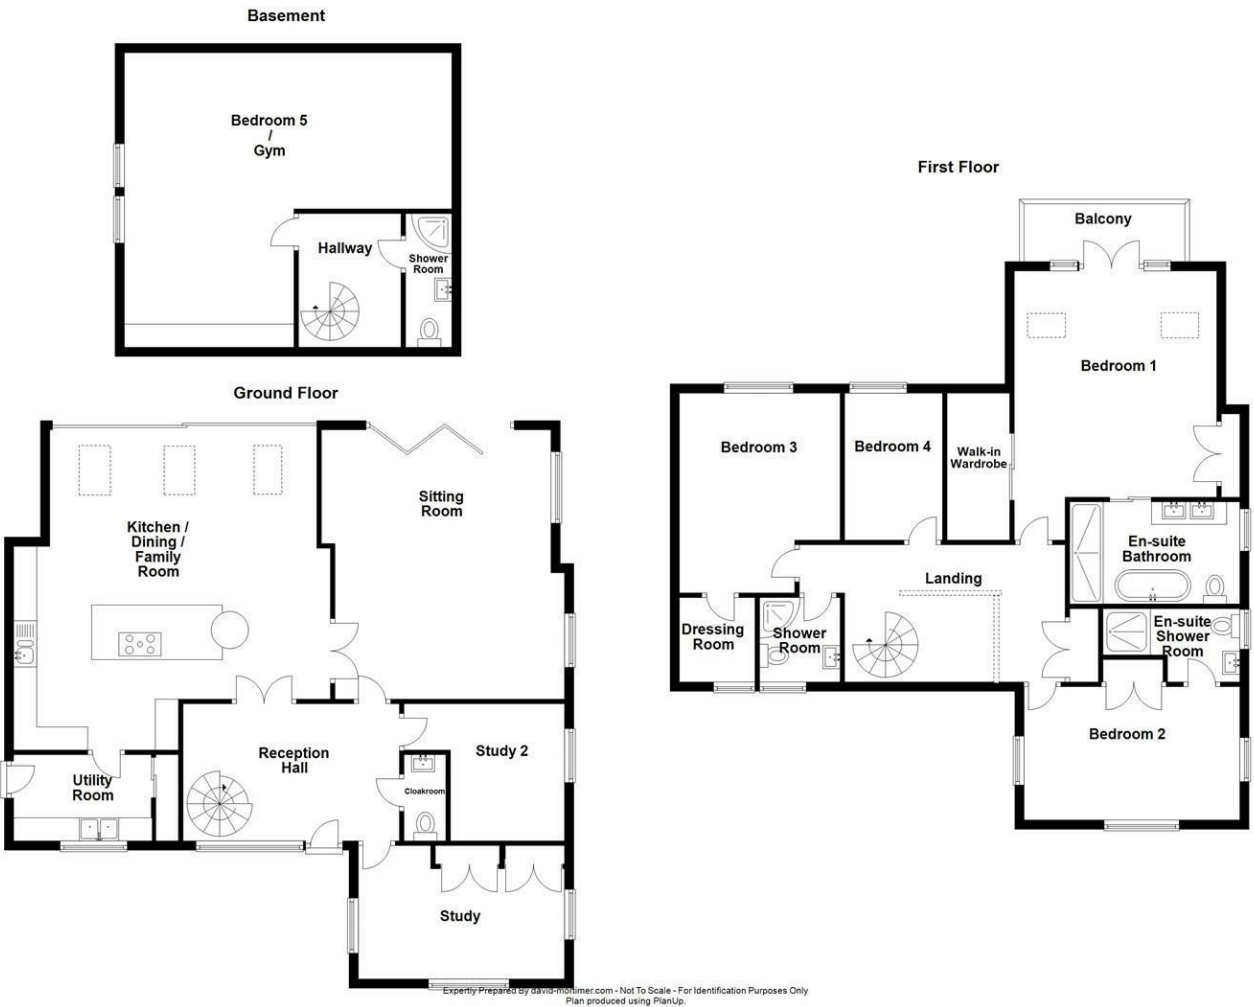 Basement
Bedroom 5
/
Gym
Hallway
Shower
Room
Ground Floor
Kitchen /
Dining /
Family
Room
Sitting
Room
Reception
Hall
Study 2
Cloakroom
Utility
Room
Study
First Floor
Balcony
Bedroom 1
Bedroom 3
Bedroom 4
Walk-in
Wardrobe
En-suite
Bathroom
Landing
Dressing
Room
Shower
Room
En-suite
Shower
Room
Bedroom 2
Expertly Prepared By david-mortimer.com - Not To Scale - For Identification Purposes Only
Plan produced using PlanUp.